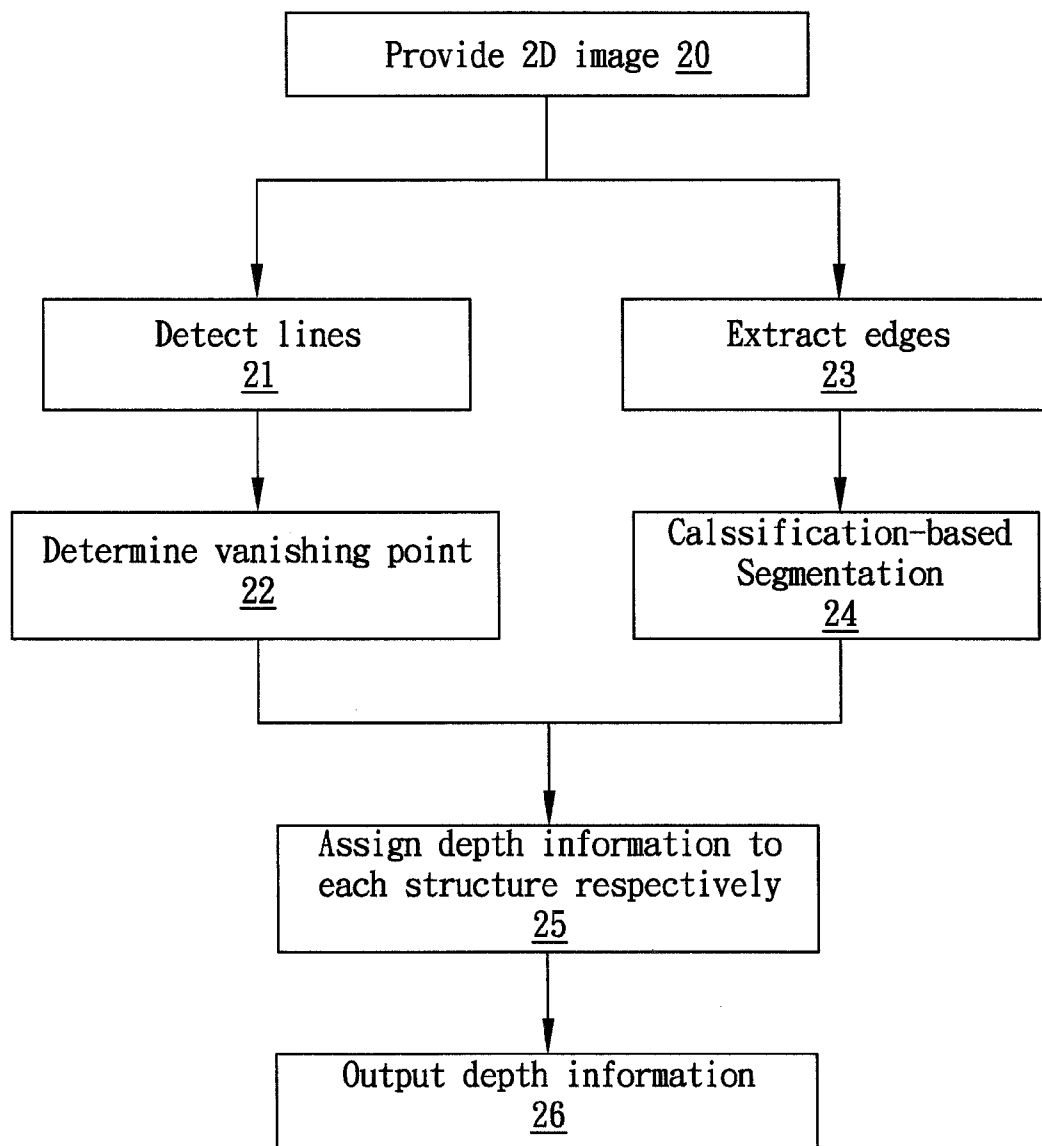 Provide 2D image 20
Detect lines
21
Extract edges
23
Determine vanishing point
22
Calssification-based
Segmentation
24
Assign depth information to
each structure respectively
25
Output depth information
26